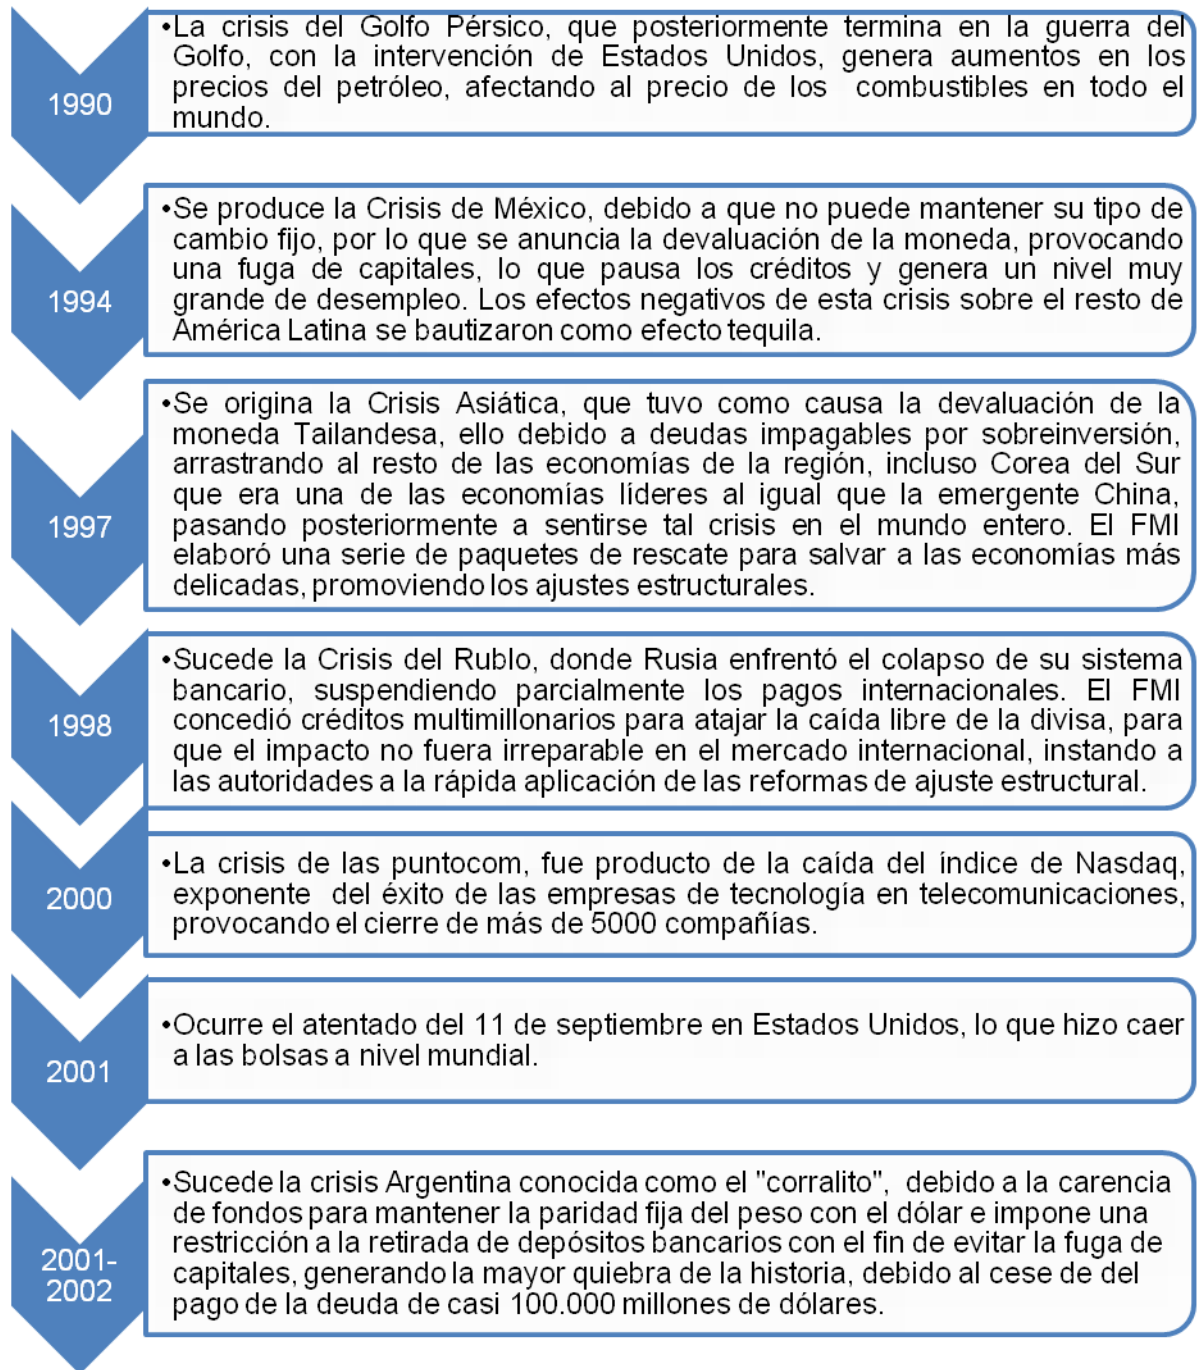 1990
•La crisis del Golfo Pérsico, que posteriormente termina en la guerra del
Golfo, con la intervención de Estados Unidos, genera aumentos en los
precios del petróleo, afectando al precio de los combustibles en todo el
mundo.
1994
•Se produce la Crisis de México, debido a que no puede mantener su tipo de
cambio fijo, por lo que se anuncia la devaluación de la moneda, provocando
una fuga de capitales, lo que pausa los créditos y genera un nivel muy
grande de desempleo. Los efectos negativos de esta crisis sobre el resto de
América Latina se bautizaron como efecto tequila.
1997
•Se origina la Crisis Asiática, que tuvo como causa la devaluación de la
moneda Tailandesa, ello debido a deudas impagables por sobreinversión,
arrastrando al resto de las economías de la región, incluso Corea del Sur
que era una de las economías líderes al igual que la emergente China,
pasando posteriormente a sentirse tal crisis en el mundo entero. El FMI
elaboró una serie de paquetes de rescate para salvar a las economías más
delicadas, promoviendo los ajustes estructurales.
1998
•Sucede la Crisis del Rublo, donde Rusia enfrentó el colapso de su sistema
bancario, suspendiendo parcialmente los pagos internacionales. El FMI
concedió créditos multimillonarios para atajar la caída libre de la divisa, para
que el impacto no fuera irreparable en el mercado internacional, instando a
las autoridades a la rápida aplicación de las reformas de ajuste estructural.
2000
•La crisis de las puntocom, fue producto de la caída del índice de Nasdaq,
exponente del éxito de las empresas de tecnología en telecomunicaciones,
provocando el cierre de más de 5000 compañías.
2001
•Ocurre el atentado del 11 de septiembre en Estados Unidos, lo que hizo caer
a las bolsas a nivel mundial.
2001-
2002
•Sucede la crisis Argentina conocida como el "corralito", debido a la carencia
de fondos para mantener la paridad fija del peso con el dólar e impone una
restricción a la retirada de depósitos bancarios con el fin de evitar la fuga de
capitales, generando la mayor quiebra de la historia, debido al cese de del
pago de la deuda de casi 100.000 millones de dólares.